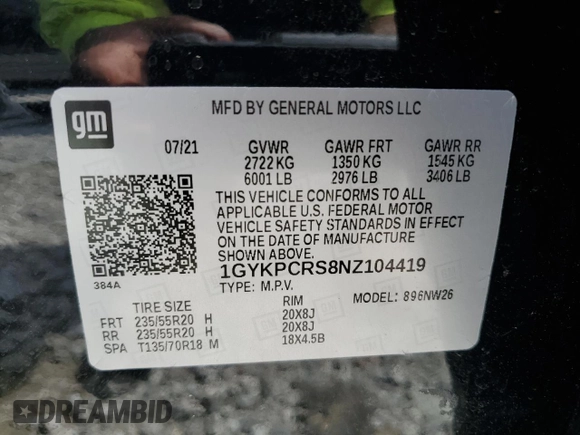 gm
MFD BY GENERAL MOTORS LLC
07/21 GVWR GAWR FRT GAWR RR
2722 KG 1350 KG 1545 KG
6001 LB 2976 LB 3406 LB
THIS VEHICLE CONFORMS TO ALL
APPLICABLE U.S. FEDERAL MOTOR
VEHICLE SAFETY STANDARDS IN EFFECT
ON THE DATE OF MANUFACTURE
SHOWN ABOVE.
384A
1GYKPCRS8NZ104419
TYPE: M.P.V. MODEL: 896NW26
TIRE SIZE RIM
FRT 235/55R20 H 20X8J
RR 235/55R20 H 20X8J
SPA T135/70R18 M 18X4.5B
DREAMBID